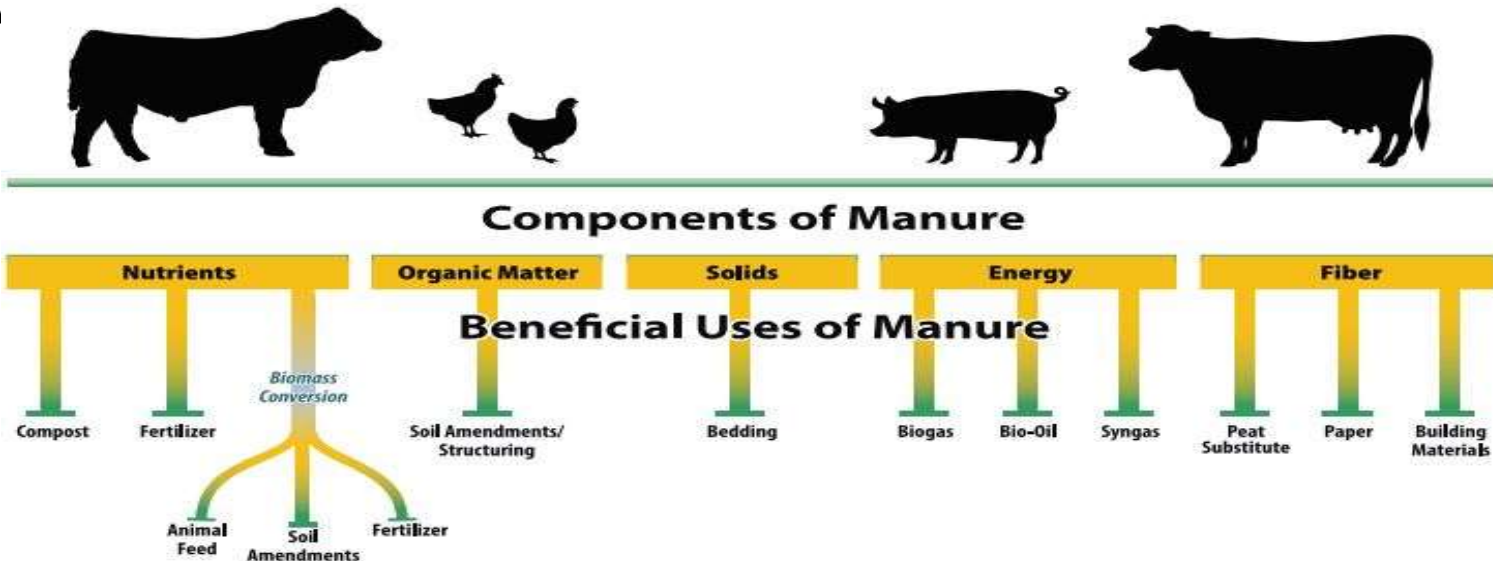 Components of Manure
Nutrients
Organic Matter
Solids
Energy
Fiber
Beneficial Uses of Manure
Biomass
Conversion
Compost
Fertilizer
Soil Amendments/
Structuring
Bedding
Biogas
Bio-Oil
Syngas
Peat
Substitute
Paper
Building
Materials
Animal
Feed
Soil
Amendments
Fertilizer